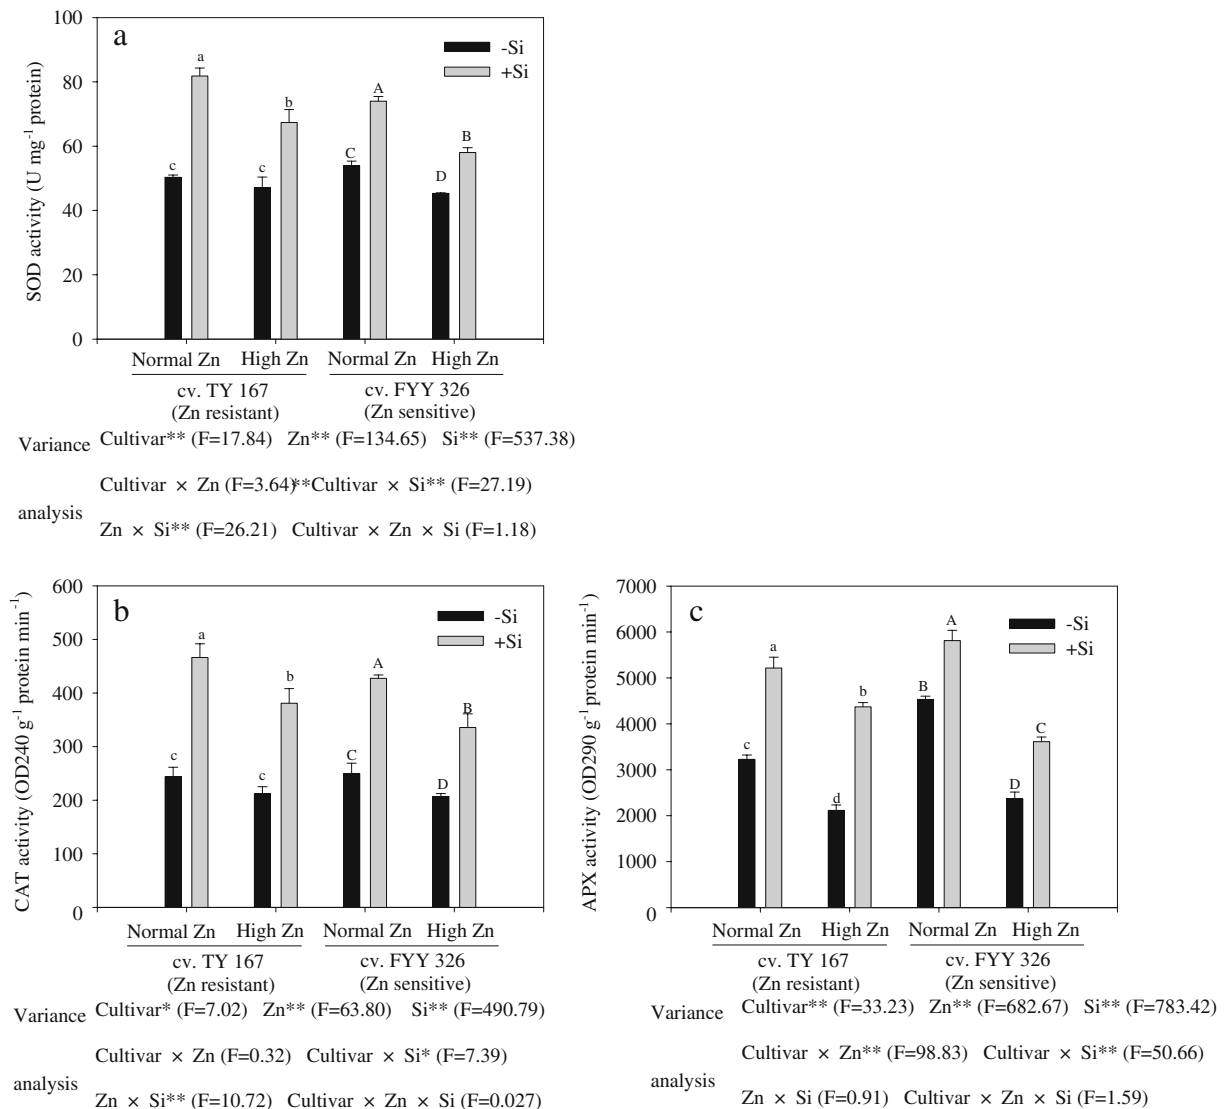 a
-Si
+Si
SOD activity (U mg⁻¹ protein)
100
80
60
40
20
0
a
b
A
B
c
c
C
D
Normal Zn High Zn Normal Zn High Zn
cv. TY 167 cv. FYY 326
(Zn resistant) (Zn sensitive)
Variance Cultivar** (F=17.84) Zn** (F=134.65) Si** (F=537.38)
Cultivar × Zn (F=3.64)**Cultivar × Si** (F=27.19)
analysis
Zn × Si** (F=26.21) Cultivar × Zn × Si (F=1.18)
b
-Si
+Si
CAT activity (OD240 g⁻¹ protein min⁻¹)
600
500
400
300
200
100
0
a
b
A
B
c
c
C
D
Normal Zn High Zn Normal Zn High Zn
cv. TY 167 cv. FYY 326
(Zn resistant) (Zn sensitive)
Variance Cultivar* (F=7.02) Zn** (F=63.80) Si** (F=490.79)
Cultivar × Zn (F=0.32) Cultivar × Si* (F=7.39)
analysis
Zn × Si** (F=10.72) Cultivar × Zn × Si (F=0.027)
c
-Si
+Si
APX activity (OD290 g⁻¹ protein min⁻¹)
7000
6000
5000
4000
3000
2000
1000
0
a
b
A
B
c
d
C
D
Normal Zn High Zn Normal Zn High Zn
cv. TY 167 cv. FYY 326
(Zn resistant) (Zn sensitive)
Variance Cultivar** (F=33.23) Zn** (F=682.67) Si** (F=783.42)
Cultivar × Zn** (F=98.83) Cultivar × Si** (F=50.66)
analysis
Zn × Si (F=0.91) Cultivar × Zn × Si (F=1.59)